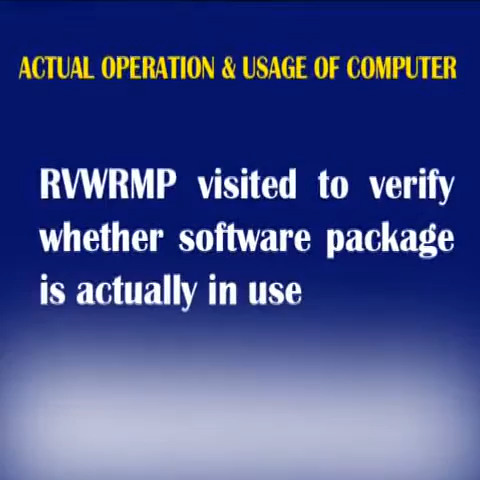 ACTUAL OPERATION & USAGE OF COMPUTER
RVWRMP visited to verify
whether software package
is actually in use